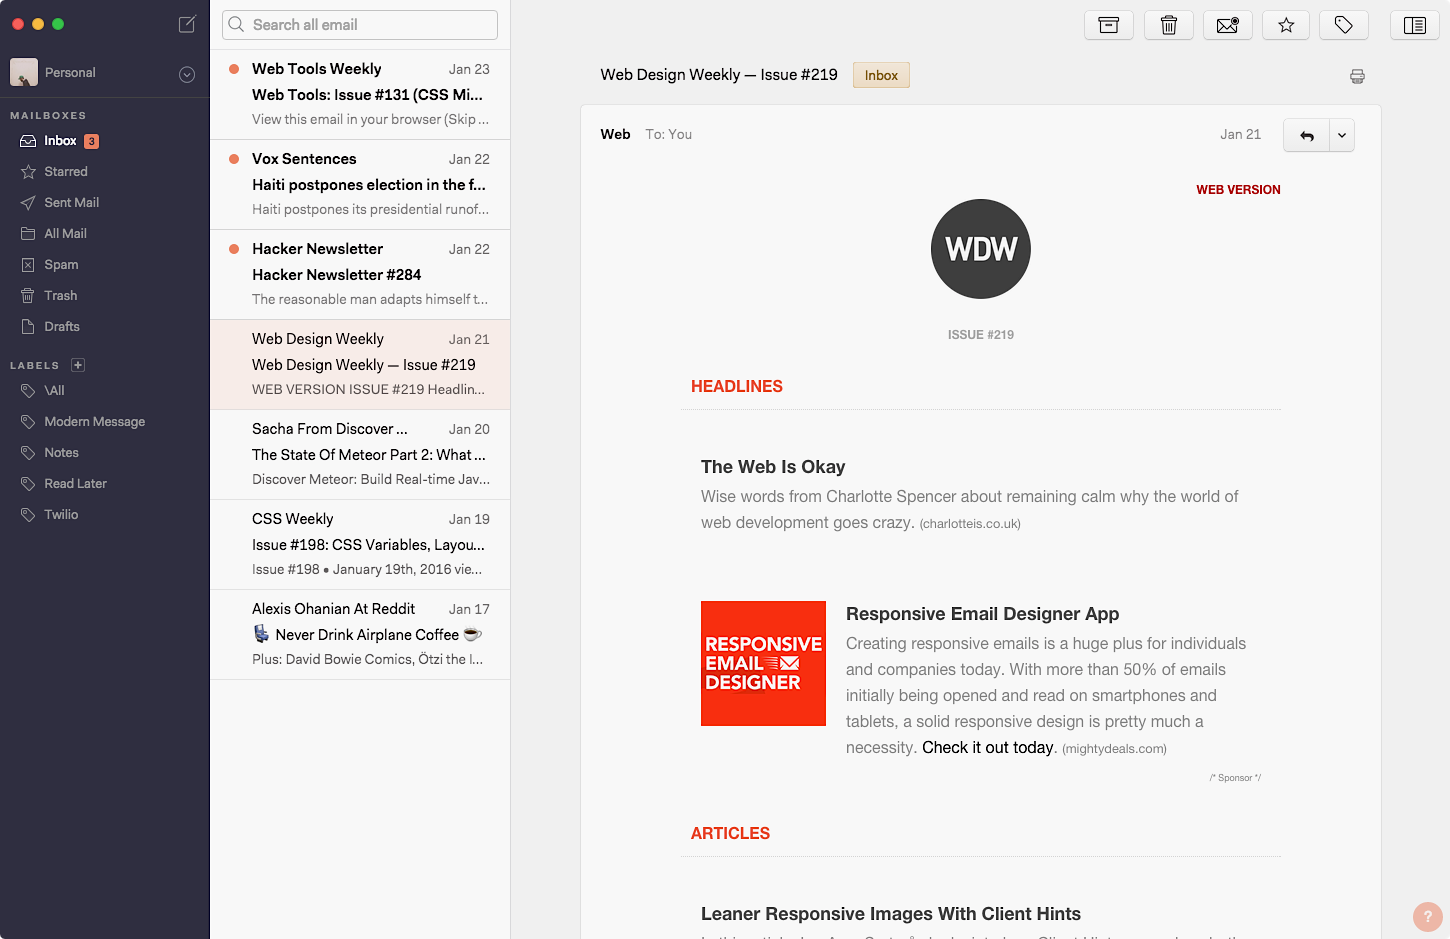 Personal
MAILBOXES
Inbox 3
Starred
Sent Mail
All Mail
Spam
Trash
Drafts
LABELS
\All
Modern Message
Notes
Read Later
Twilio
Search all email
Web Tools Weekly Jan 23
Web Tools: Issue #131 (CSS Mi...
View this email in your browser (Skip ...
Vox Sentences Jan 22
Haiti postpones election in the f...
Haiti postpones its presidential runof...
Hacker Newsletter Jan 22
Hacker Newsletter #284
The reasonable man adapts himself t...
Web Design Weekly Jan 21
Web Design Weekly — Issue #219
WEB VERSION ISSUE #219 Headlin...
Sacha From Discover ... Jan 20
The State Of Meteor Part 2: What ...
Discover Meteor: Build Real-time Jav...
CSS Weekly Jan 19
Issue #198: CSS Variables, Layou...
Issue #198 • January 19th, 2016 vie...
Alexis Ohanian At Reddit Jan 17
💺 Never Drink Airplane Coffee ☕
Plus: David Bowie Comics, Ötzi the I...
Web Design Weekly — Issue #219 Inbox
Web To: You Jan 21
WEB VERSION
WDW
ISSUE #219
HEADLINES
The Web Is Okay
Wise words from Charlotte Spencer about remaining calm why the world of
web development goes crazy. (charlotteis.co.uk)
RESPONSIVE
EMAIL
DESIGNER
Responsive Email Designer App
Creating responsive emails is a huge plus for individuals
and companies today. With more than 50% of emails
initially being opened and read on smartphones and
tablets, a solid responsive design is pretty much a
necessity. Check it out today. (mightydeals.com)
/* Sponsor */
ARTICLES
Leaner Responsive Images With Client Hints
?